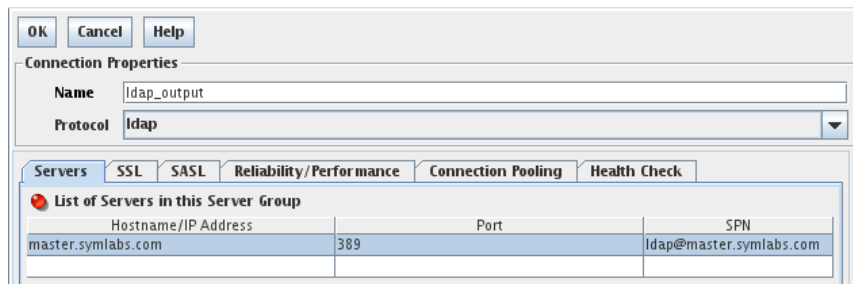 OK Cancel Help
Connection Properties
Name ldap_output
Protocol ldap
Servers SSL SASL Reliability/Performance Connection Pooling Health Check
List of Servers in this Server Group
Hostname/IP Address Port SPN
master.symlabs.com 389 ldap@master.symlabs.com